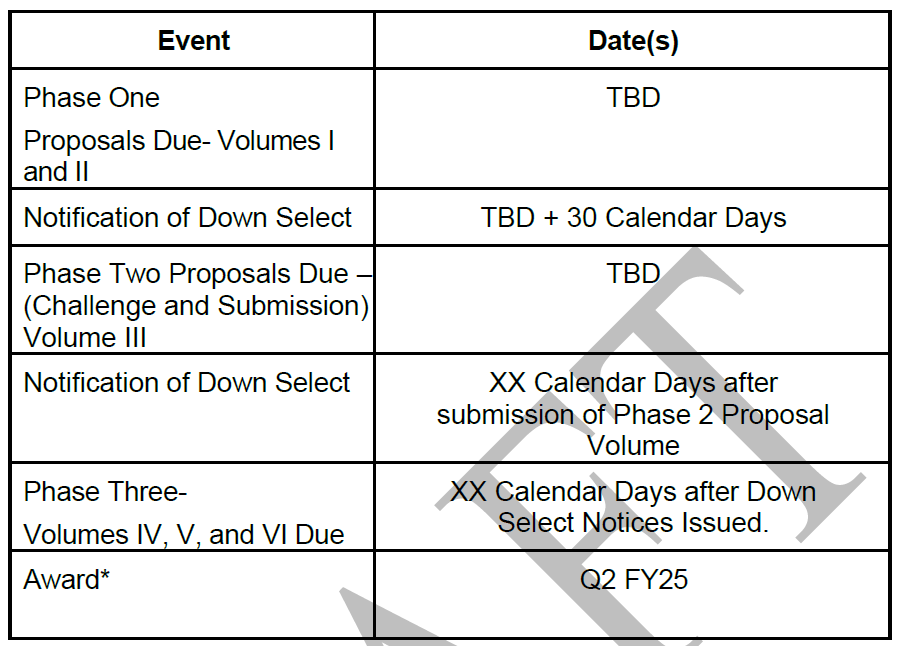 Event
Date(s)
Phase One
TBD
Proposals Due- Volumes I
and II
Notification of Down Select
TBD + 30 Calendar Days
Phase Two Proposals Due –
(Challenge and Submission)
Volume III
TBD
Notification of Down Select
XX Calendar Days after
submission of Phase 2 Proposal
Volume
Phase Three-
Volumes IV, V, and VI Due
XX Calendar Days after Down
Select Notices Issued.
Award*
Q2 FY25
AFT